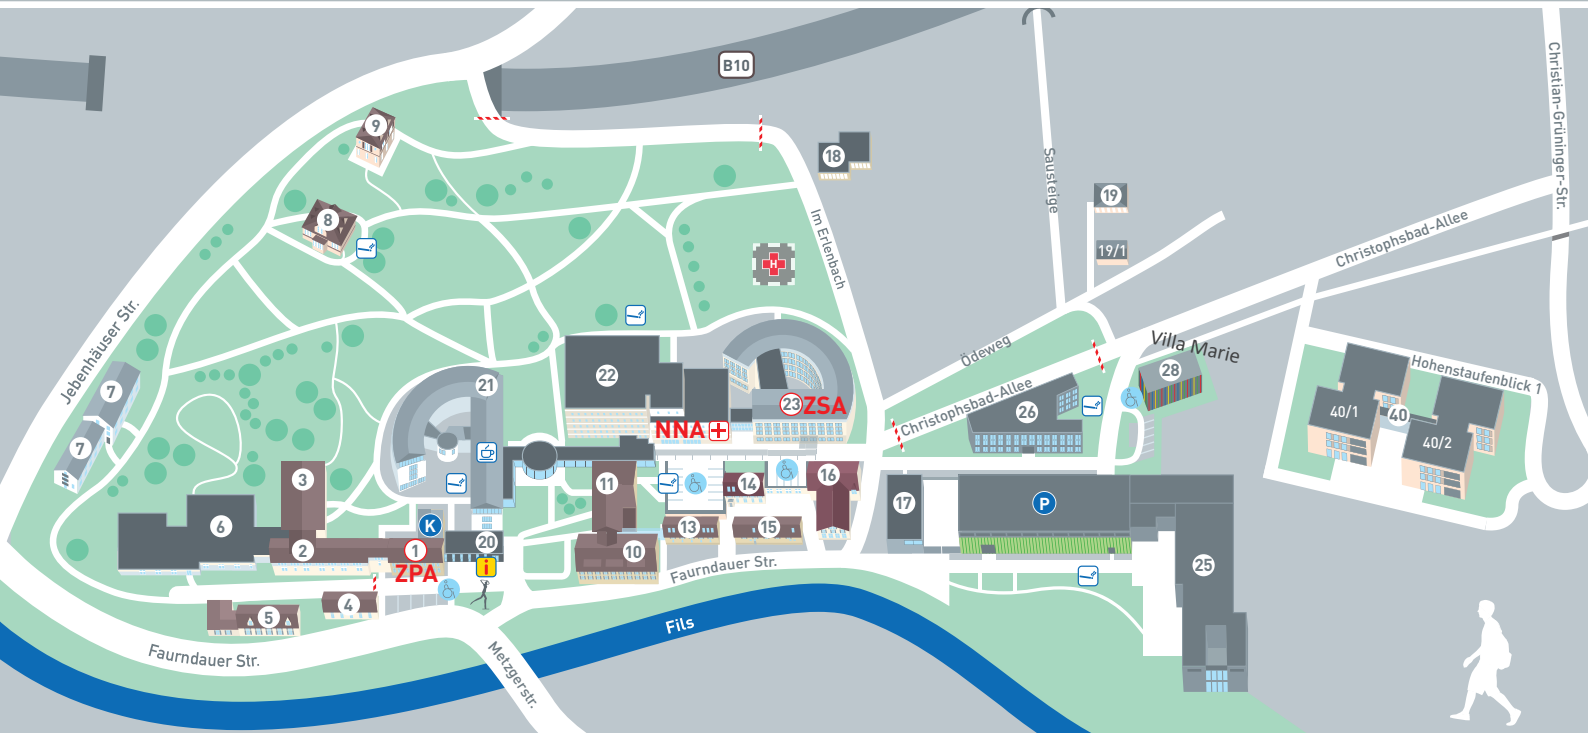 B10
9
18
Christian-Grüninger-Str.
Sausteige
19
8
Im Erlenbach
19/1
Christophsbad-Allee
H
Jebenhäuser Str.
Ödeweg
Villa Marie
Hohenstaufenblick 1
7
21
22
23 ZSA
28
Christophsbad-Allee
26
40/1
40
40/2
NNA
7
3
11
14
16
17
P
6
K
13
15
20
2
1
10
ZPA
i
Faurndauer Str.
25
4
5
Fils
Faurndauer Str.
Metzgerstr.